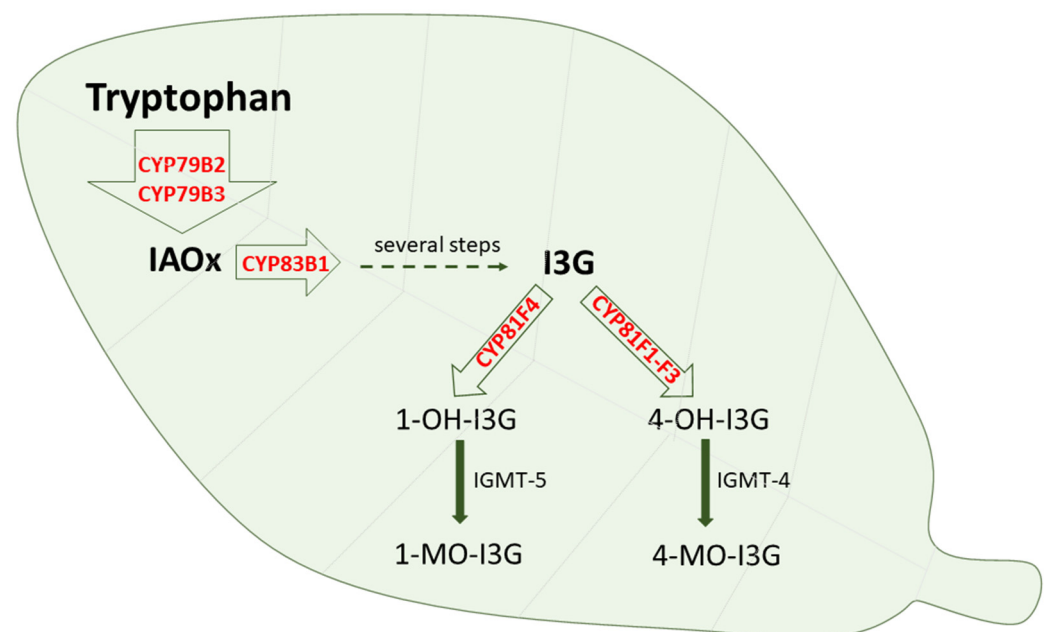 Tryptophan
CYP79B2
CYP79B3
IAOx
CYP83B1
several steps
I3G
CYP81F4
CYP81F1-F3
1-OH-I3G
4-OH-I3G
IGMT-5
IGMT-4
1-MO-I3G
4-MO-I3G